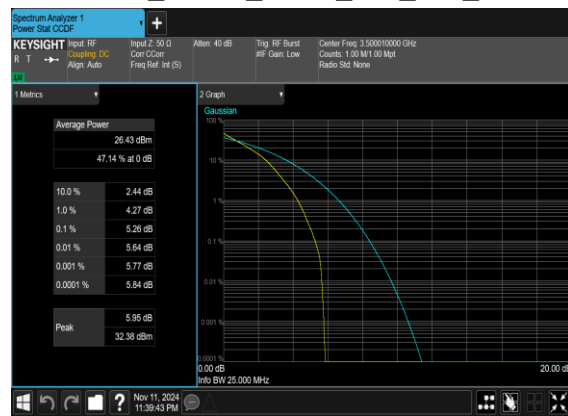 Spectrum Analyzer 1
Power Stat CCDF
+
KEYSIGHT
R T
LM
Input: RF
Coupling: DC
Align: Auto
Input Z: 50 Ω
Corr CCorr
Freq Ref: Int (S)
Atten: 40 dB
Trig: RF Burst
#IF Gain: Low
Center Freq: 3.500010000 GHz
Counts: 1.00 M/1.00 Mpt
Radio Std: None
1 Metrics
Average Power
26.43 dBm
47.14 % at 0 dB
10.0 % 2.44 dB
1.0 % 4.27 dB
0.1 % 5.26 dB
0.01 % 5.64 dB
0.001 % 5.77 dB
0.0001 % 5.84 dB
Peak
5.95 dB
32.38 dBm
2 Graph
Gaussian
100 %
10 %
1 %
0.1 %
0.01 %
0.001 %
0.0001 %
0.00 dB
20.00 dB
Info BW 25.000 MHz
?
Nov 11, 2024
11:39:43 PM